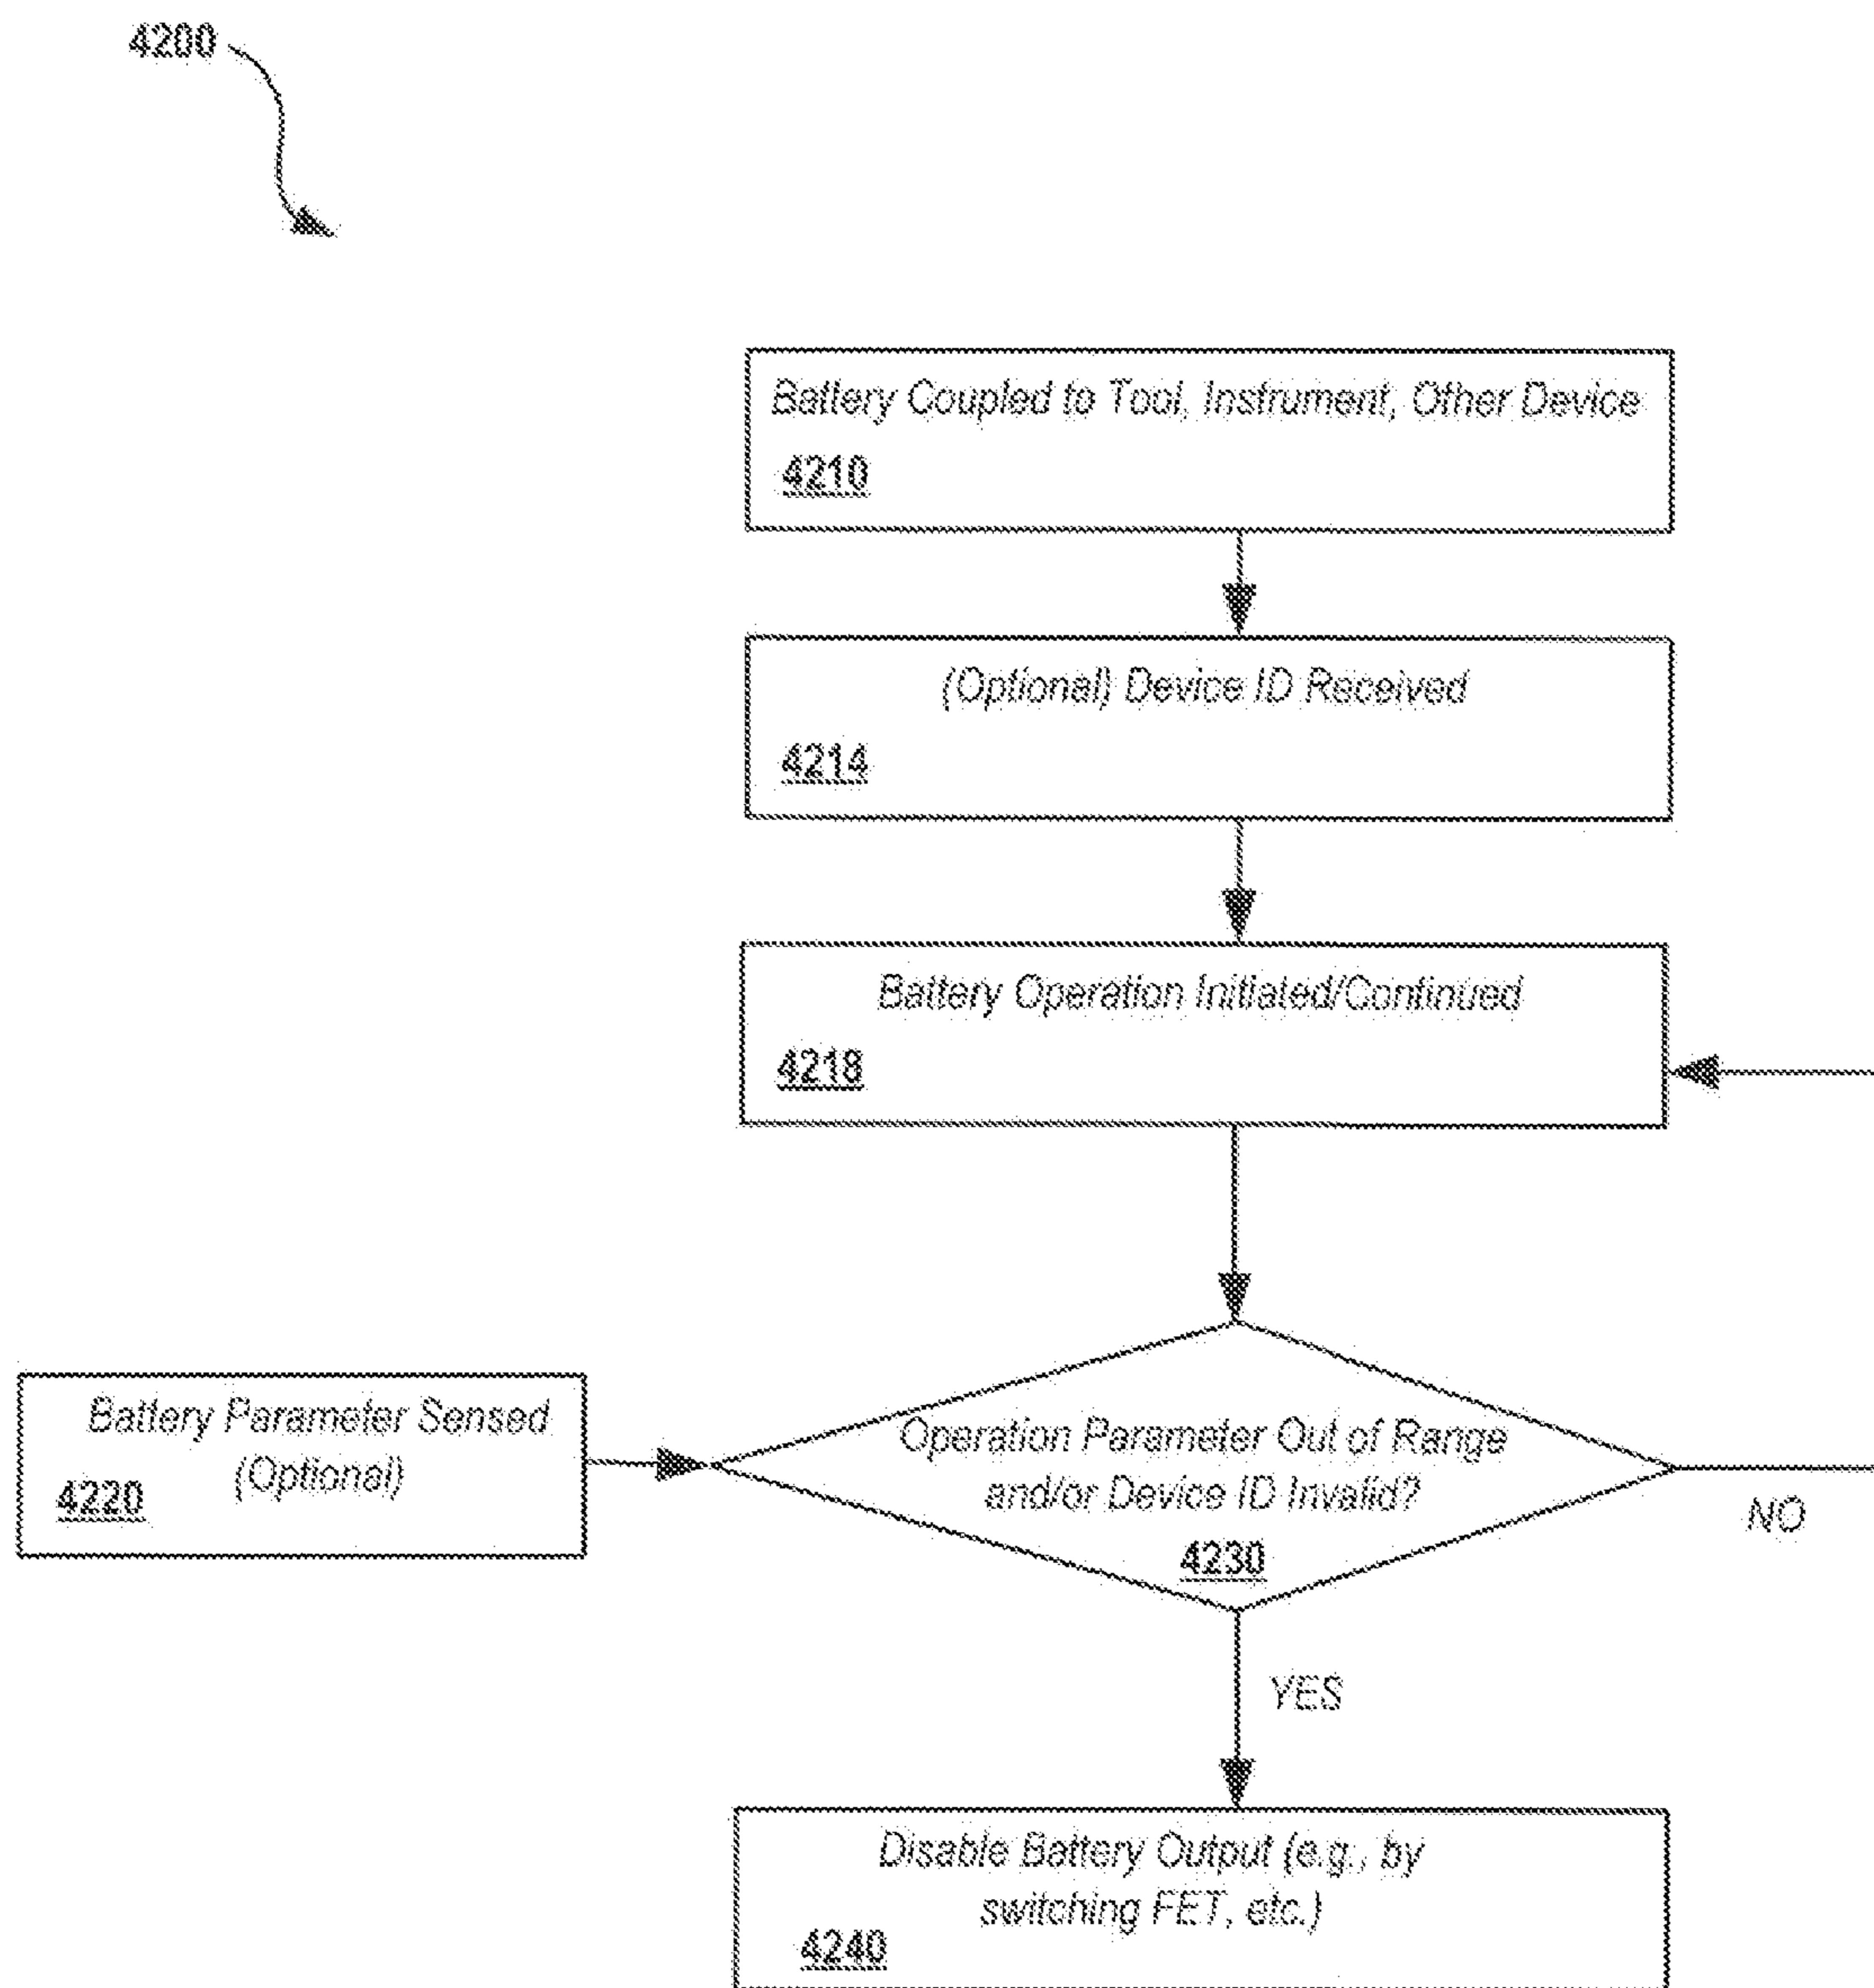 4200
Battery Coupled to Tool, Instrument, Other Device
4210
(Optional) Device ID Received
4214
Battery Operation Initiated/Continued
4218
Battery Parameter Sensed
(Optional)
4220
Operation Parameter Out of Range
and/or Device ID Invalid?
4230
NO
YES
Disable Battery Output (e.g., by
switching FET, etc.)
4240